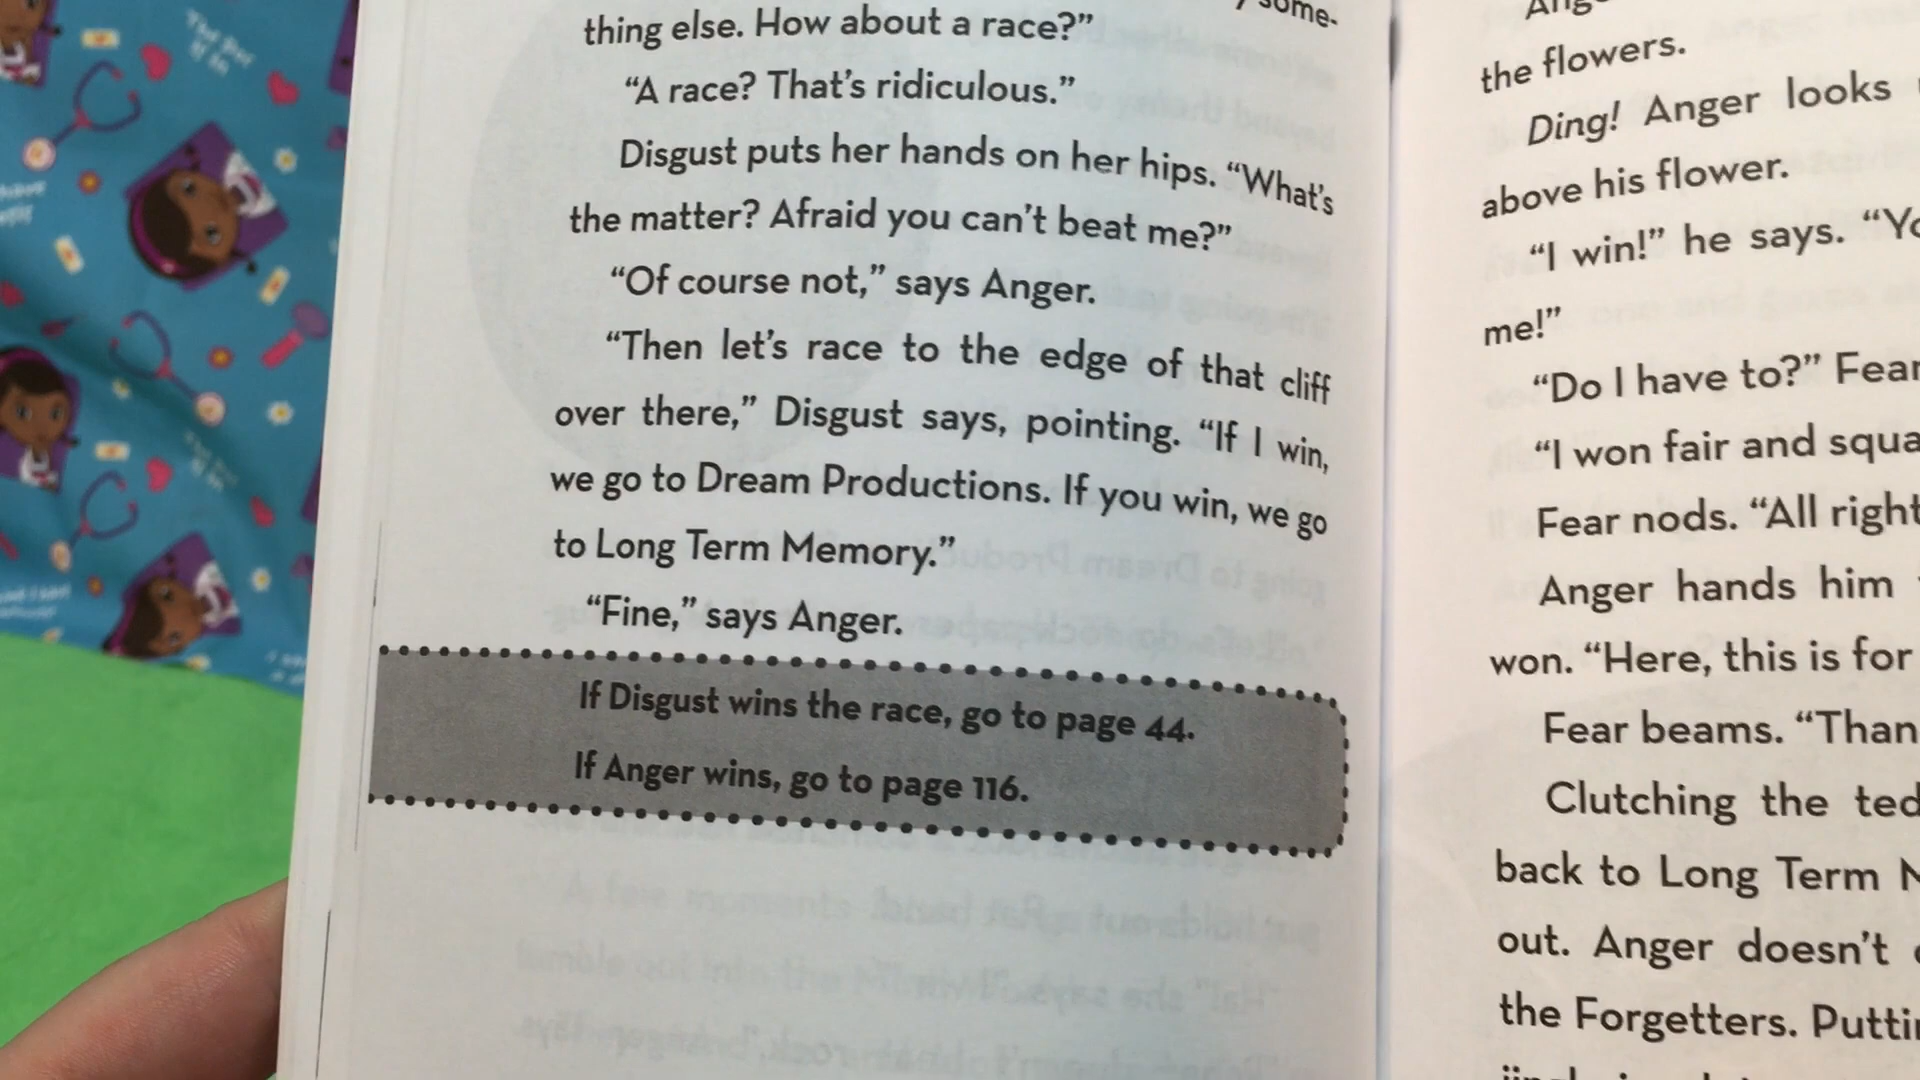 some-
thing else. How about a race?”
“A race? That’s ridiculous.”
Disgust puts her hands on her hips. “What’s
the matter? Afraid you can’t beat me?”
“Of course not,” says Anger.
“Then let’s race to the edge of that cliff
over there,” Disgust says, pointing. “If I win,
we go to Dream Productions. If you win, we go
to Long Term Memory.”
“Fine,” says Anger.
If Disgust wins the race, go to page 44.
If Anger wins, go to page 116.
the flowers.
Ding! Anger looks
above his flower.
“I win!” he says.
me!”
“Do I have to?” Fear
“I won fair and
Fear nods. “All right
Anger hands him
won. “Here, this is for
Fear beams.
Clutching the
back to Long Term
out. Anger doesn’t
the Forgetters.